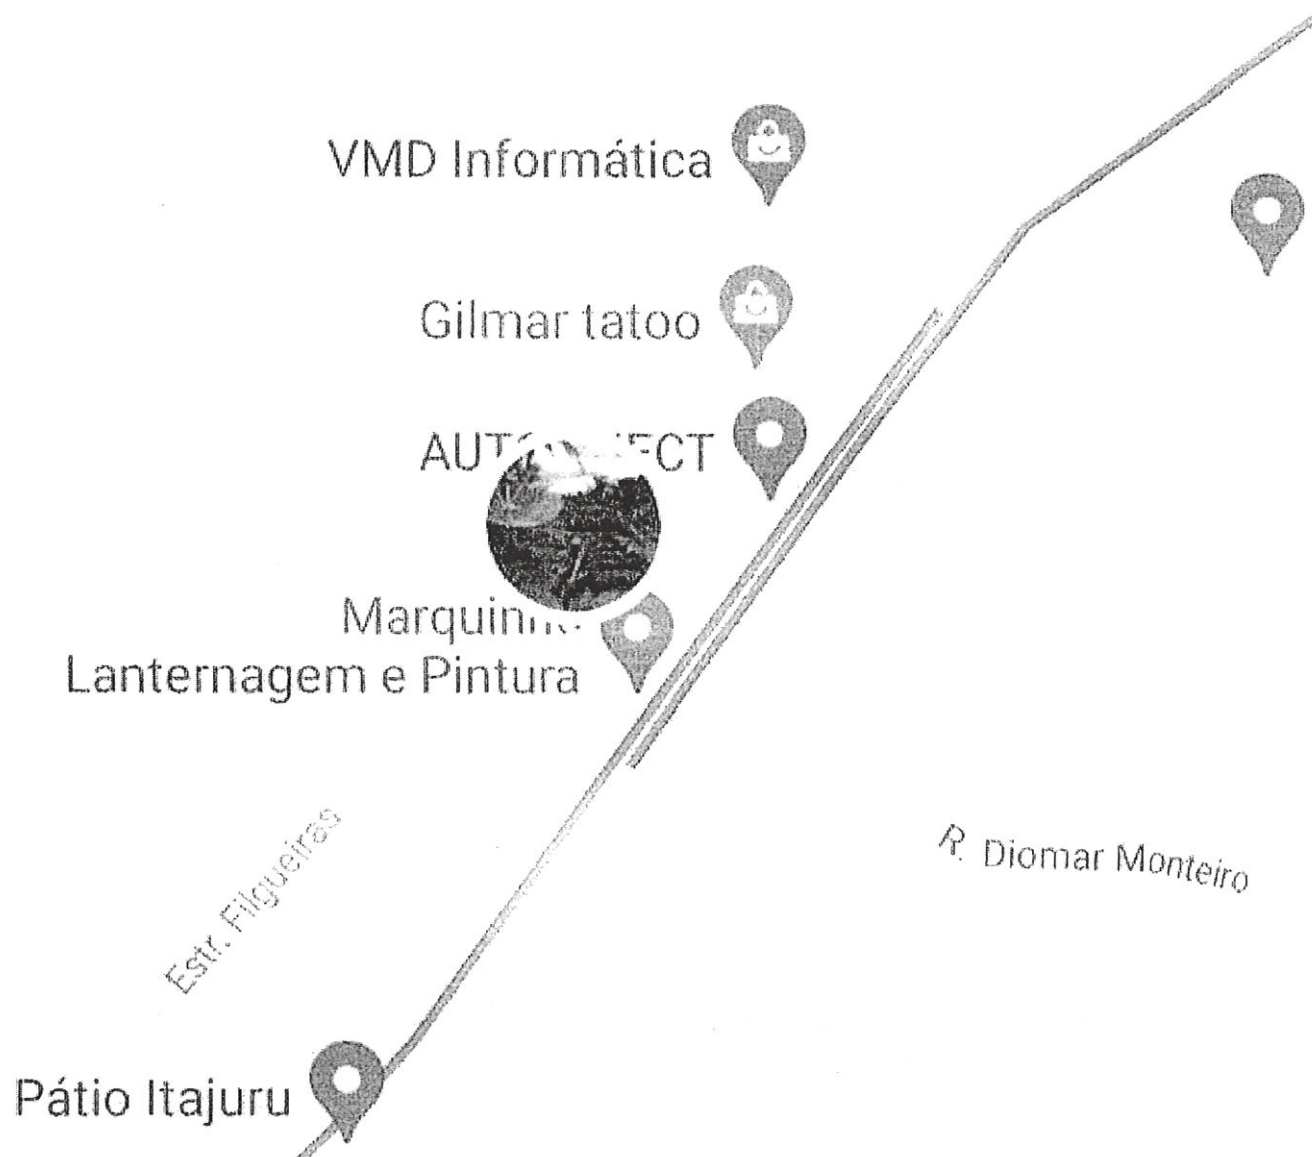 VMD Informática
Gilmar tatoo
Lanternagem e Pintura
Estr. Filgueiras
R. Diomar Monteiro
Pátio Itajuru